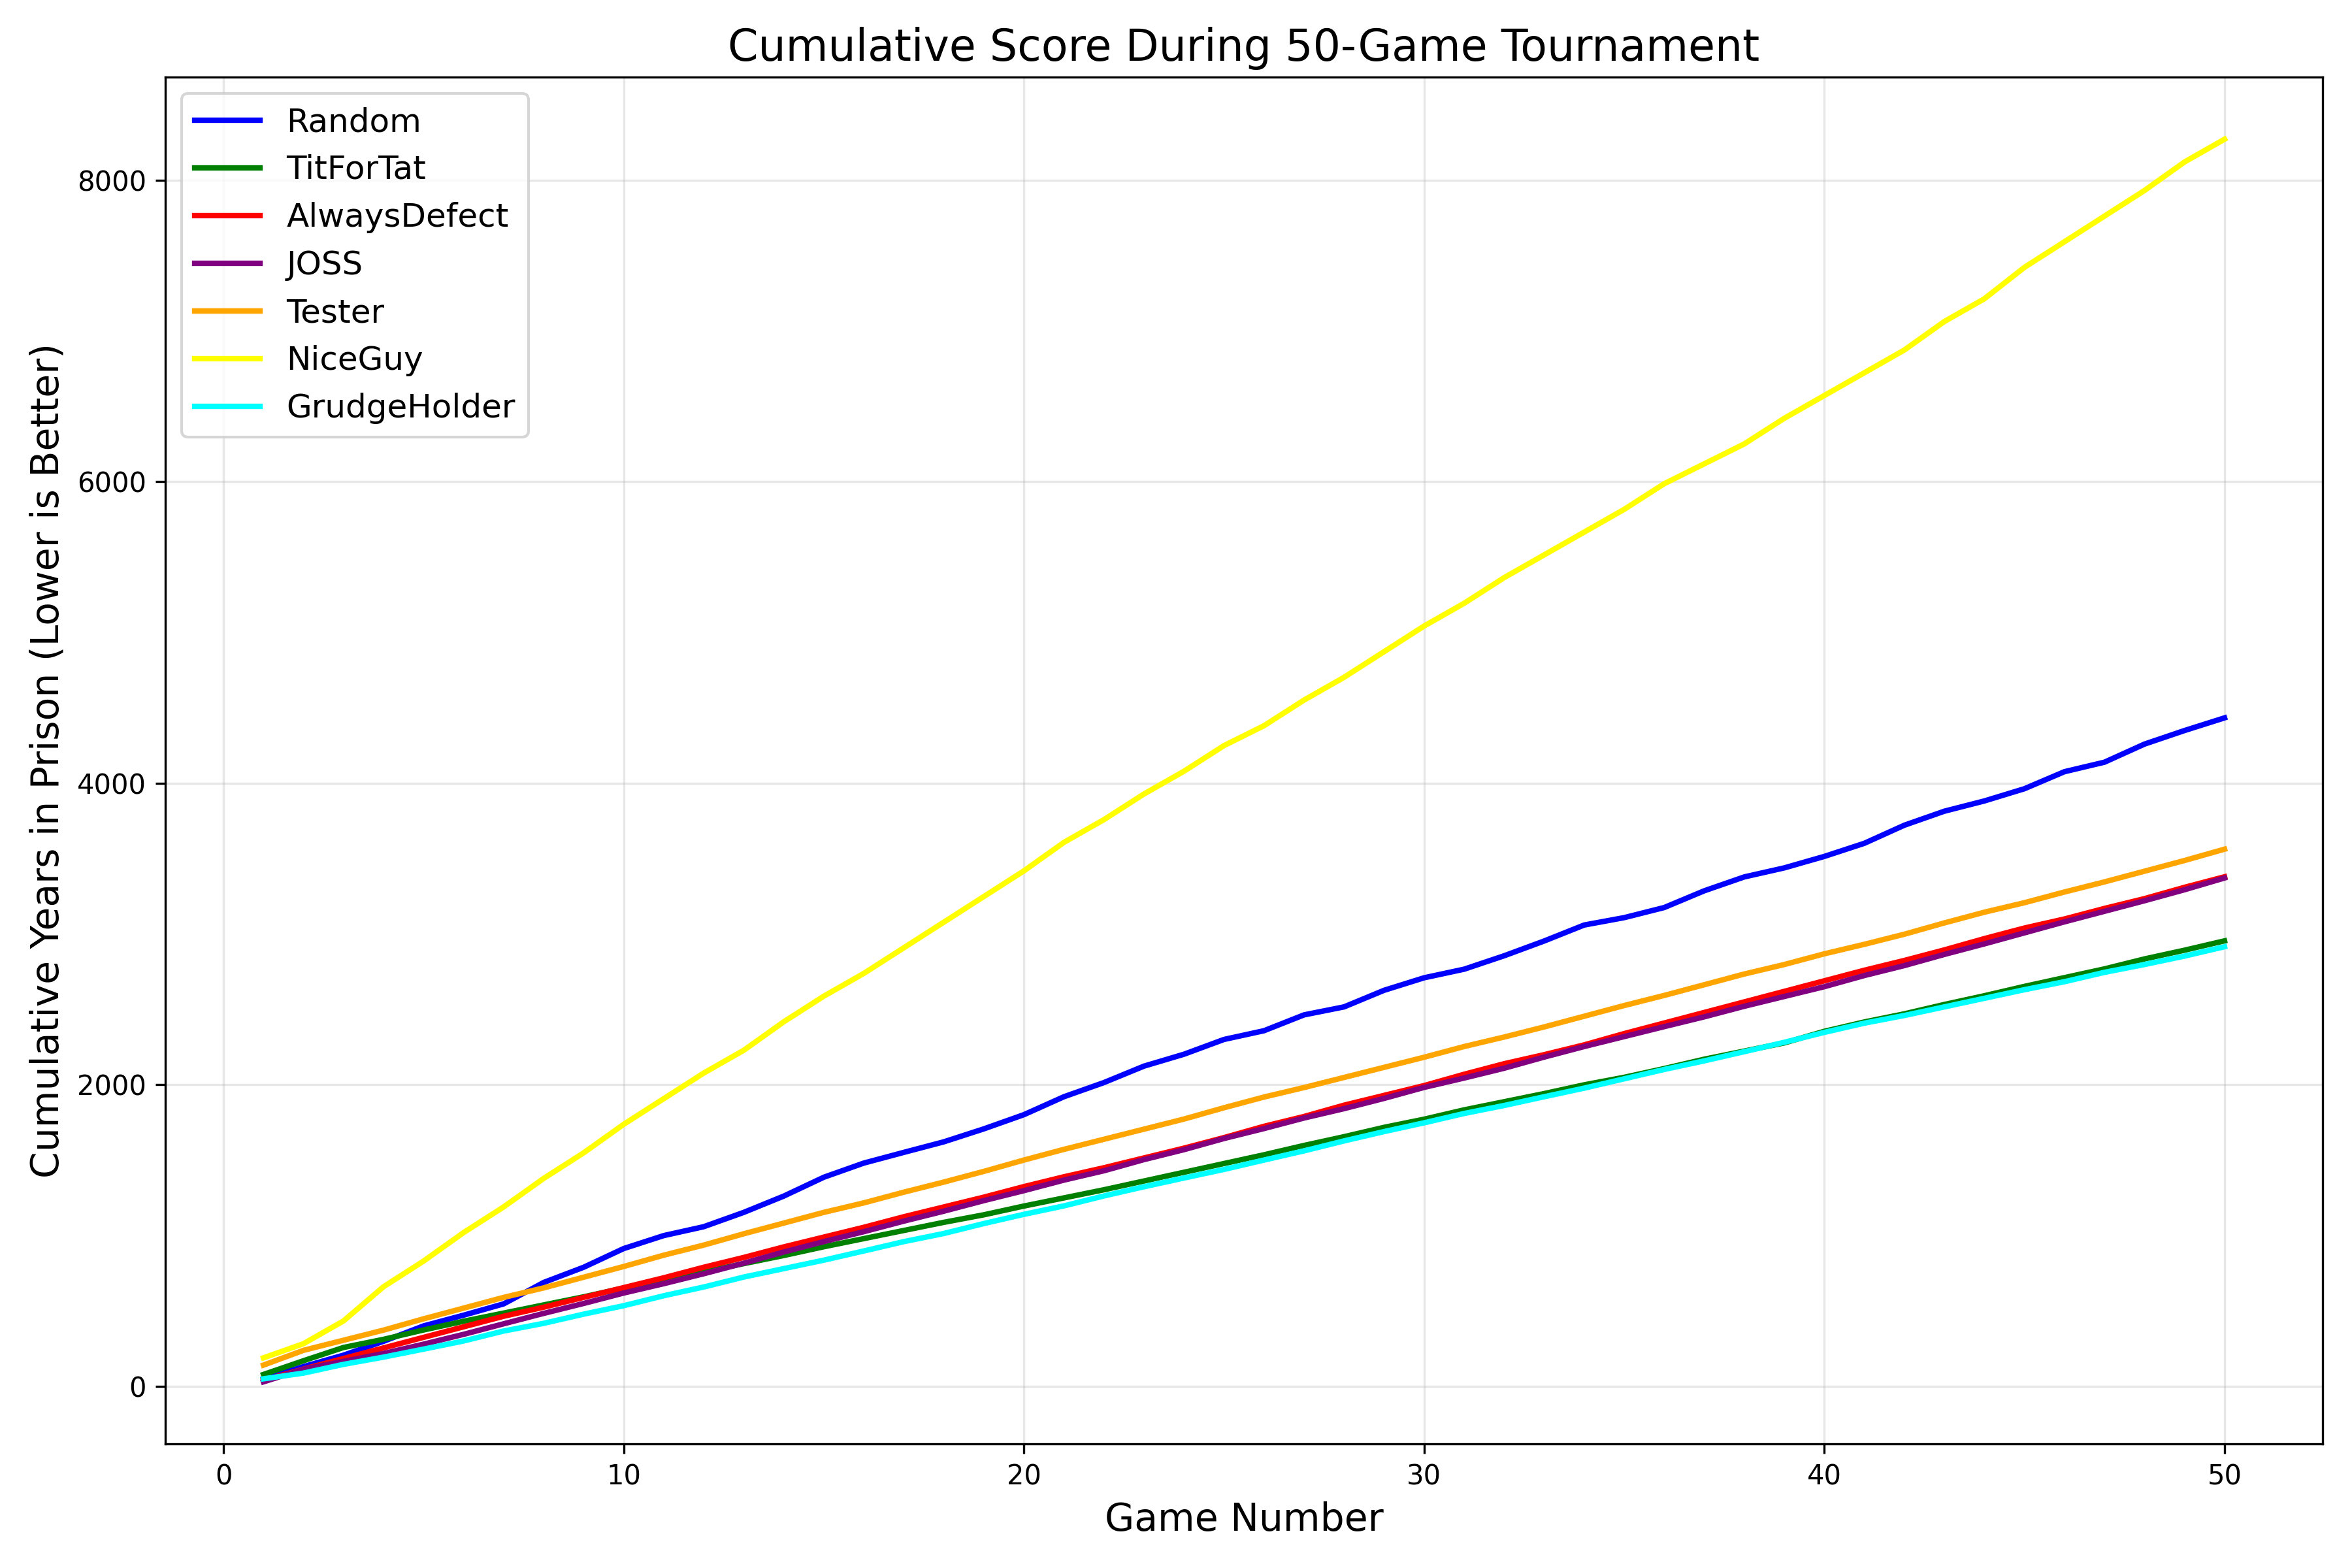 Cumulative Score During 50-Game Tournament
Random
TitForTat
AlwaysDefect
JOSS
Tester
NiceGuy
GrudgeHolder
Cumulative Years in Prison (Lower is Better)
8000
6000
4000
2000
0
0 10 20 30 40 50
Game Number